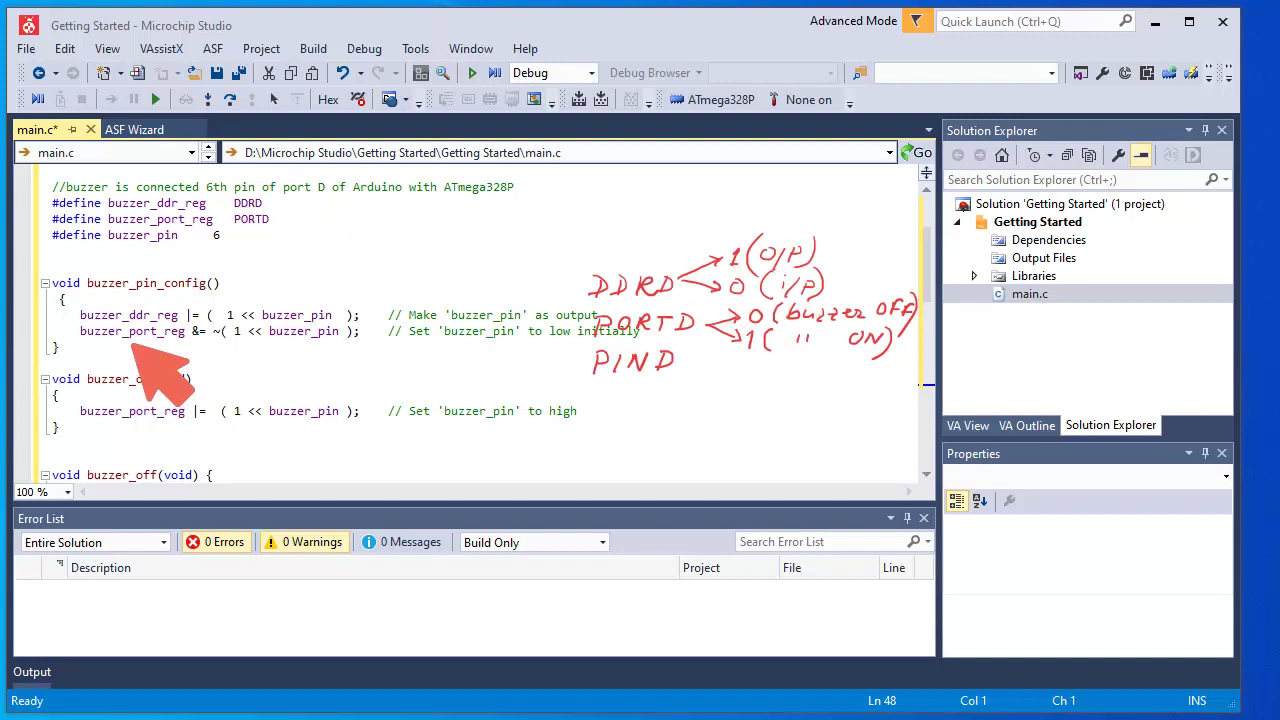 Getting Started - Microchip Studio
Advanced Mode
Quick Launch (Ctrl+Q)
File Edit View VAssistX ASF Project Build Debug Tools Window Help
Debug
Debug Browser
Hex
ATmega328P
None on
main.c*
ASF Wizard
main.c
D:\Microchip Studio\Getting Started\Getting Started\main.c
Go
//buzzer is connected 6th pin of port D of Arduino with ATmega328P
#define buzzer_ddr_reg DDRD
#define buzzer_port_reg PORTD
#define buzzer_pin 6
void buzzer_pin_config()
{
buzzer_ddr_reg |= ( 1 << buzzer_pin ); // Make 'buzzer_pin' as output
buzzer_port_reg &= ~( 1 << buzzer_pin ); // Set 'buzzer_pin' to low initially
}
void
{
buzzer_port_reg |= ( 1 << buzzer_pin ); // Set 'buzzer_pin' to high
}
void buzzer_off(void) {
100 %
DDRD
1 (O/P)
0 (i/p)
PORTD
0 (buzzer OFF)
1 ( " ON)
PIND
Solution Explorer
Search Solution Explorer (Ctrl+;)
Solution 'Getting Started' (1 project)
Getting Started
Dependencies
Output Files
Libraries
main.c
VA View VA Outline Solution Explorer
Properties
Error List
Entire Solution
0 Errors
0 Warnings
0 Messages
Build Only
Search Error List
Description Project File Line
Output
Ready Ln 48 Col 1 Ch 1 INS